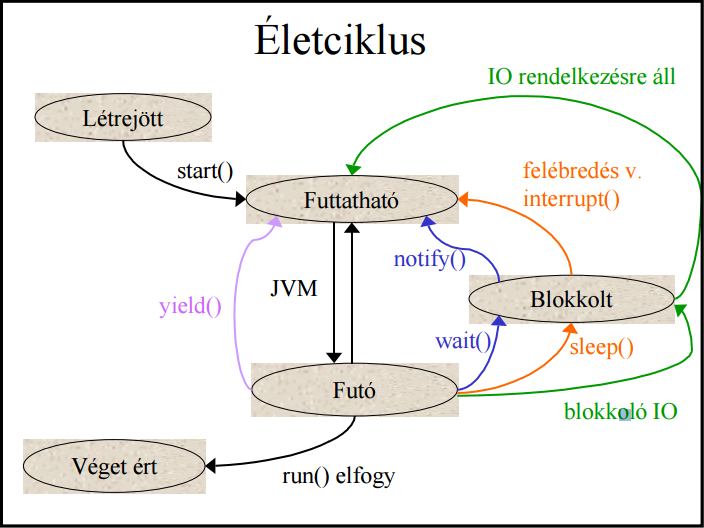 Életciklus
IO rendelkezésre áll
Létrejött
start()
felébredés v.
interrupt()
Futtatható
notify()
JVM
Blokkolt
yield()
wait()
sleep()
Futó
blokkoló IO
Véget ért
run() elfogy